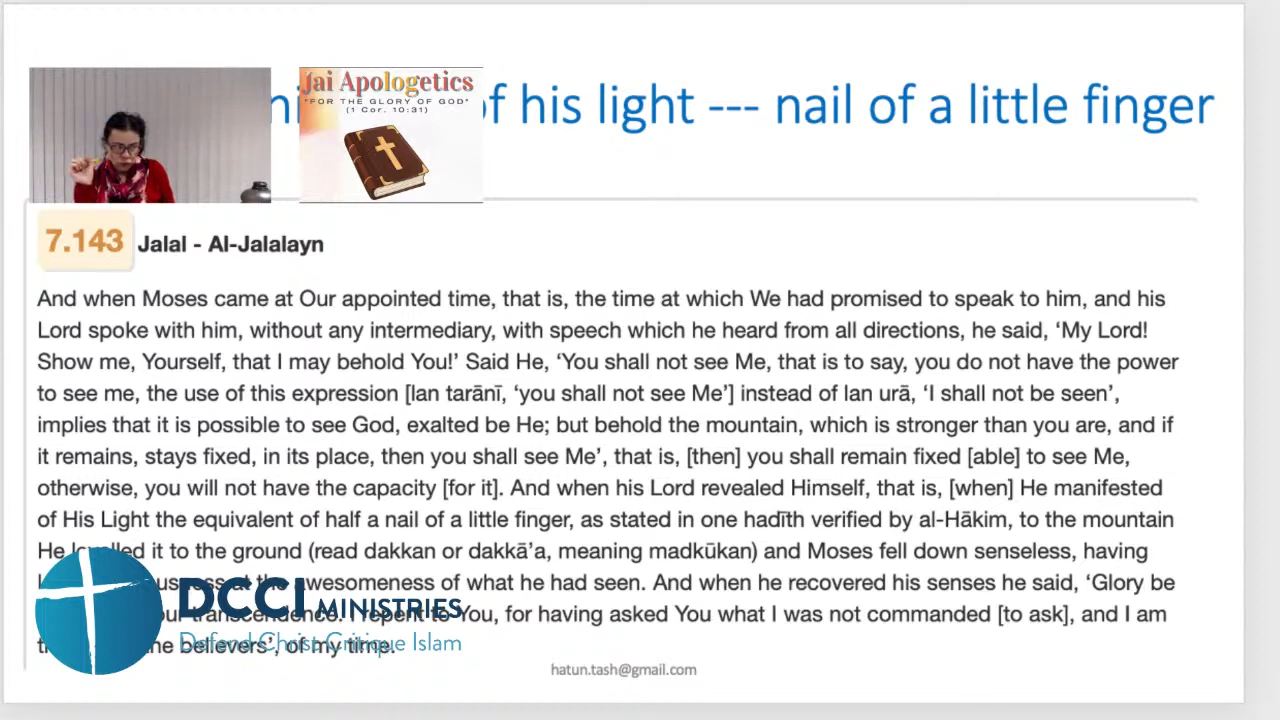 of his light --- nail of a little finger
Jai Apologetics
"FOR THE GLORY OF GOD"
(1 Cor. 10:31)
7.143 Jalal - Al-Jalalayn
And when Moses came at Our appointed time, that is, the time at which We had promised to speak to him, and his
Lord spoke with him, without any intermediary, with speech which he heard from all directions, he said, ‘My Lord!
Show me, Yourself, that I may behold You!’ Said He, ‘You shall not see Me, that is to say, you do not have the power
to see me, the use of this expression [lan tarānī, ‘you shall not see Me’] instead of lan urā, ‘I shall not be seen’,
implies that it is possible to see God, exalted be He; but behold the mountain, which is stronger than you are, and if
it remains, stays fixed, in its place, then you shall see Me’, that is, [then] you shall remain fixed [able] to see Me,
otherwise, you will not have the capacity [for it]. And when his Lord revealed Himself, that is, [when] He manifested
of His Light the equivalent of half a nail of a little finger, as stated in one hadīth verified by al-Hākim, to the mountain
He levelled it to the ground (read dakkan or dakkā’a, meaning madkūkan) and Moses fell down senseless, having
at the awesomeness of what he had seen. And when he recovered his senses he said, ‘Glory be
transcendence. I repent to You, for having asked You what I was not commanded [to ask], and I am
believers’, of my time.
DCCI MINISTRIES
Defend Christ Critique Islam
hatun.tash@gmail.com